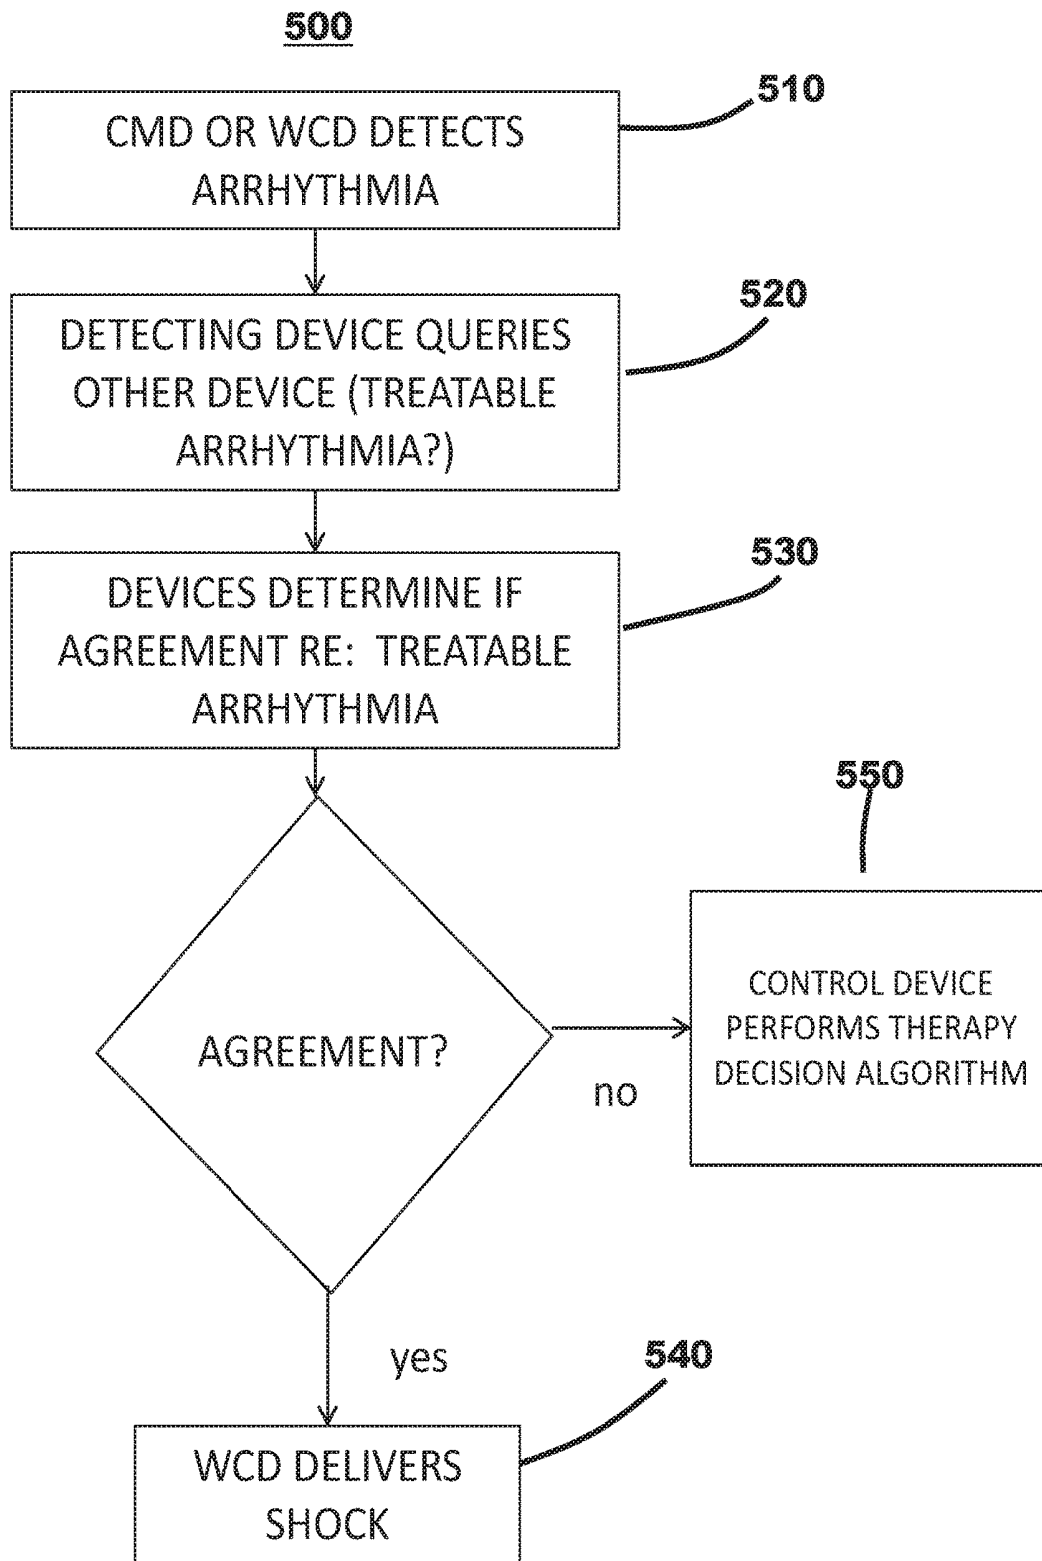 500
510
CMD OR WCD DETECTS
ARRHYTHMIA
520
DETECTING DEVICE QUERIES
OTHER DEVICE (TREATABLE
ARRHYTHMIA?)
530
DEVICES DETERMINE IF
AGREEMENT RE: TREATABLE
ARRHYTHMIA
550
AGREEMENT?
no
CONTROL DEVICE
PERFORMS THERAPY
DECISION ALGORITHM
yes
540
WCD DELIVERS
SHOCK